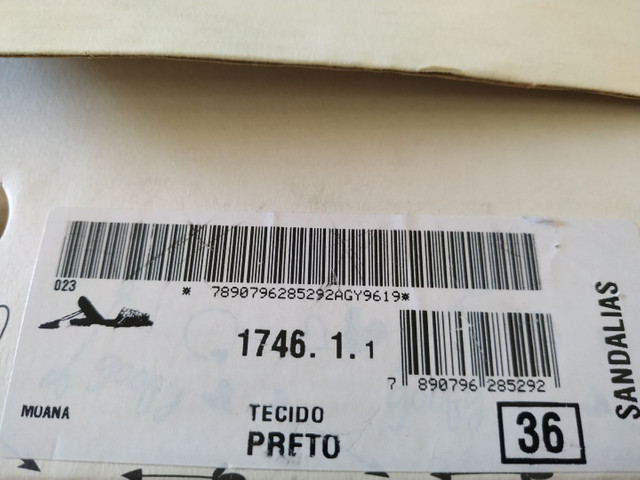 023
*7890796285292AGY9619*
1746. 1. 1
7 890796 285292
MOANA
TECIDO
PRETO
36
SANDALIAS